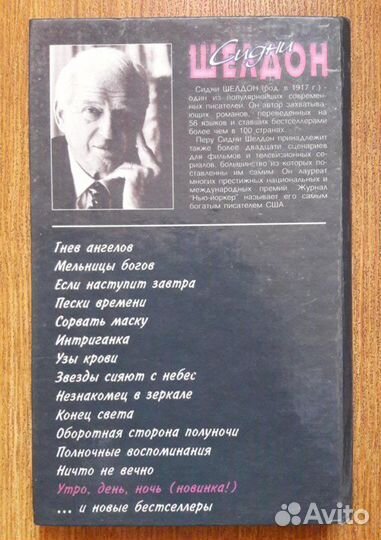 Сидни
ШЕЛДОН
Сидни ШЕЛДОН (род. в 1917 г.) -
один из популярнейших современ-
ных писателей. Он автор захватыва-
ющих романов, переведенных на
56 языков и ставших бестселлерами
более чем в 100 странах.
Перу Сидни Шелдон принадлежит
также более двадцати сценариев
для фильмов и телевизионных се-
риалов, большинство из которых по-
ставленны им самим. Он лауреат
многих престижных национальных и
международных премий. Журнал
"Нью-йоркер" называет его самым
богатым писателем США.
Гнев ангелов
Мельницы богов
Если наступит завтра
Пески времени
Сорвать маску
Интриганка
Узы крови
Звезды сияют с небес
Незнакомец в зеркале
Конец света
Оборотная сторона полуночи
Полночные воспоминания
Ничто не вечно
Утро, день, ночь (новинка!)
... и новые бестселлеры
Avito